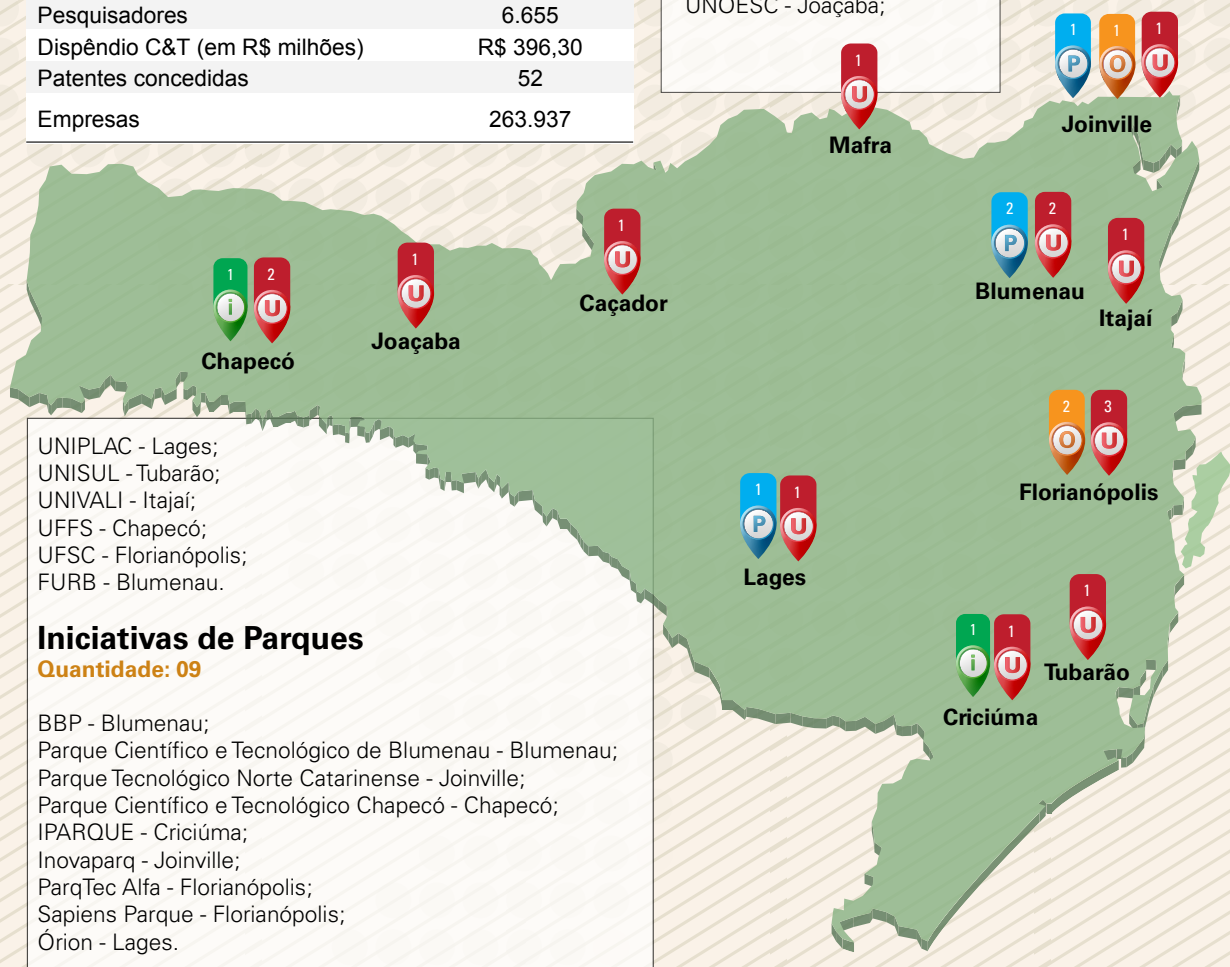 Pesquisadores 6.655
Dispêndio C&T (em R$ milhões) R$ 396,30
Patentes concedidas 52
Empresas 263.937
UNOESC - Joaçaba;
1 U
Mafra
1 P 1 O 1 U
Joinville
2 P 2 U
Blumenau
1 U
Itajaí
1 U
Caçador
1 U
Joaçaba
1 i 2 U
Chapecó
2 O 3 U
Florianópolis
1 P 1 U
Lages
1 U
Tubarão
1 i 1 U
Criciúma
UNIPLAC - Lages;
UNISUL - Tubarão;
UNIVALI - Itajaí;
UFFS - Chapecó;
UFSC - Florianópolis;
FURB - Blumenau.
Iniciativas de Parques
Quantidade: 09
BBP - Blumenau;
Parque Científico e Tecnológico de Blumenau - Blumenau;
Parque Tecnológico Norte Catarinense - Joinville;
Parque Científico e Tecnológico Chapecó - Chapecó;
IPARQUE - Criciúma;
Inovaparq - Joinville;
ParqTec Alfa - Florianópolis;
Sapiens Parque - Florianópolis;
Órion - Lages.